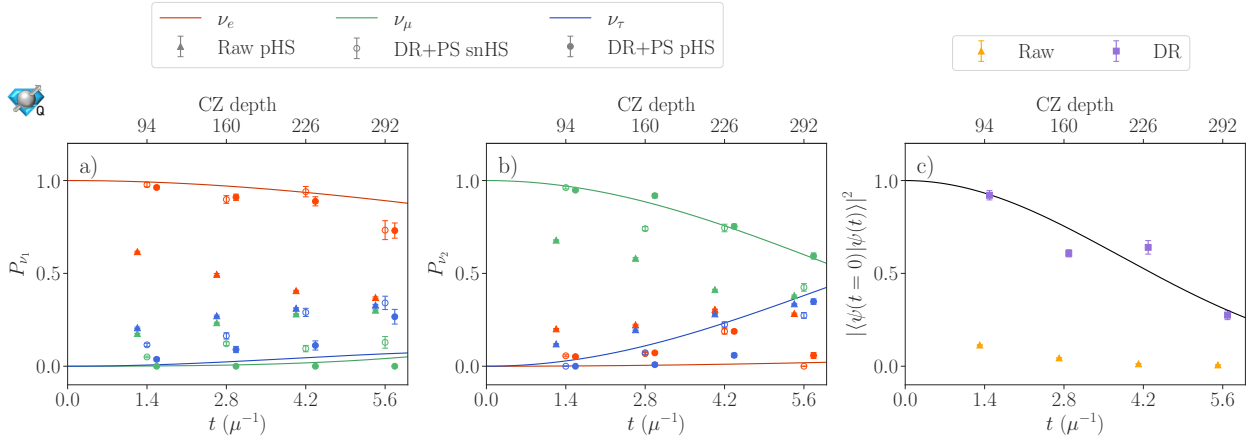 ν_e ν_μ ν_τ
Raw pHS DR+PS snHS DR+PS pHS
Raw DR
Q
CZ depth CZ depth CZ depth
94 160 226 292 94 160 226 292 94 160 226 292
a) b) c)
1.0 1.0 1.0
0.5 0.5 0.5
0.0 0.0 0.0
P_{ν_1} P_{ν_2} |⟨ψ(t = 0)|ψ(t)⟩|^2
0.0 1.4 2.8 4.2 5.6 0.0 1.4 2.8 4.2 5.6 0.0 1.4 2.8 4.2 5.6
t (μ^{-1}) t (μ^{-1}) t (μ^{-1})